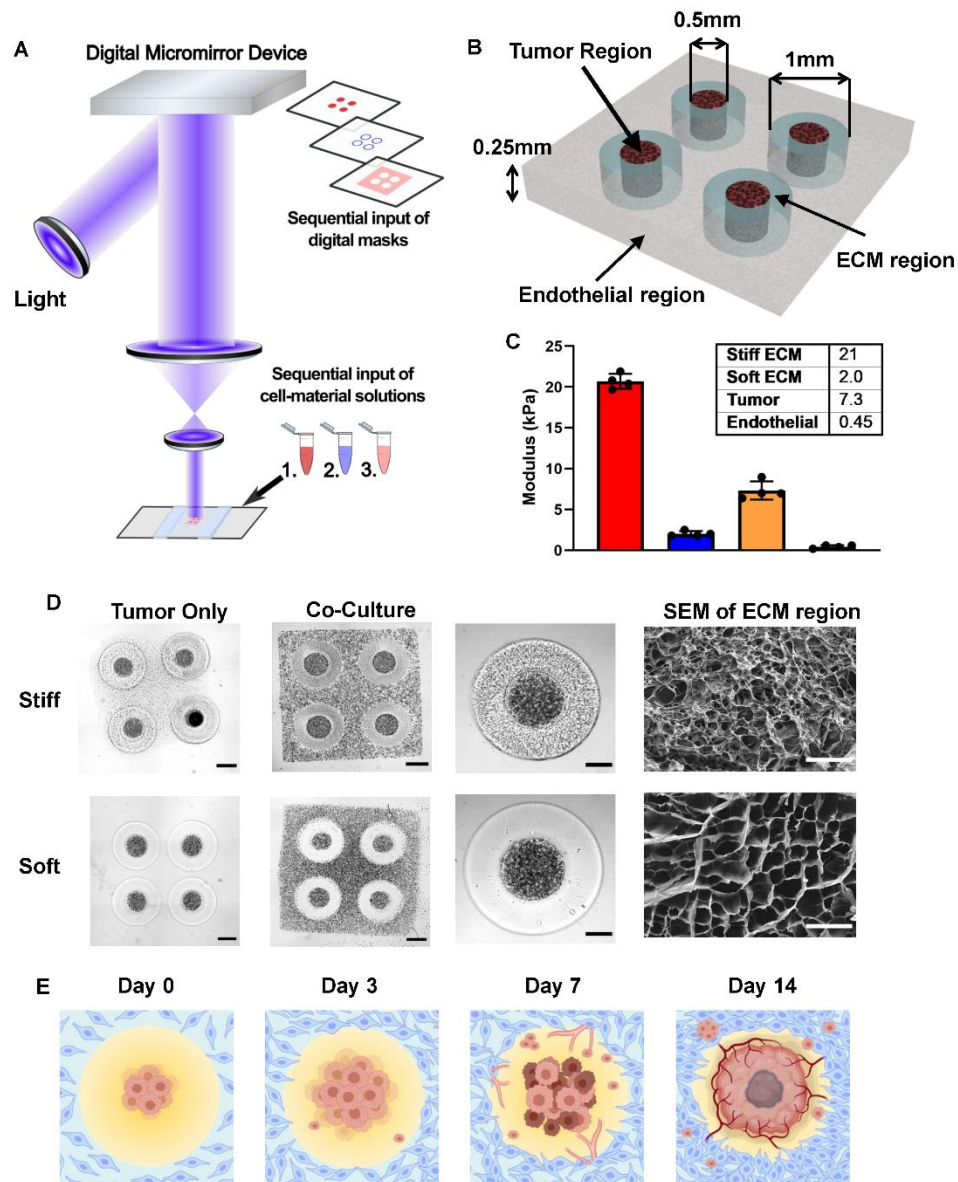 A
Digital Micromirror Device
Sequential input of
digital masks
Light
Sequential input of
cell-material solutions
1. 2. 3.
B
0.5mm
Tumor Region
1mm
0.25mm
ECM region
Endothelial region
C
Modulus (kPa)
25
20
15
10
5
0
Stiff ECM 21
Soft ECM 2.0
Tumor 7.3
Endothelial 0.45
D
Tumor Only Co-Culture SEM of ECM region
Stiff
Soft
E
Day 0 Day 3 Day 7 Day 14